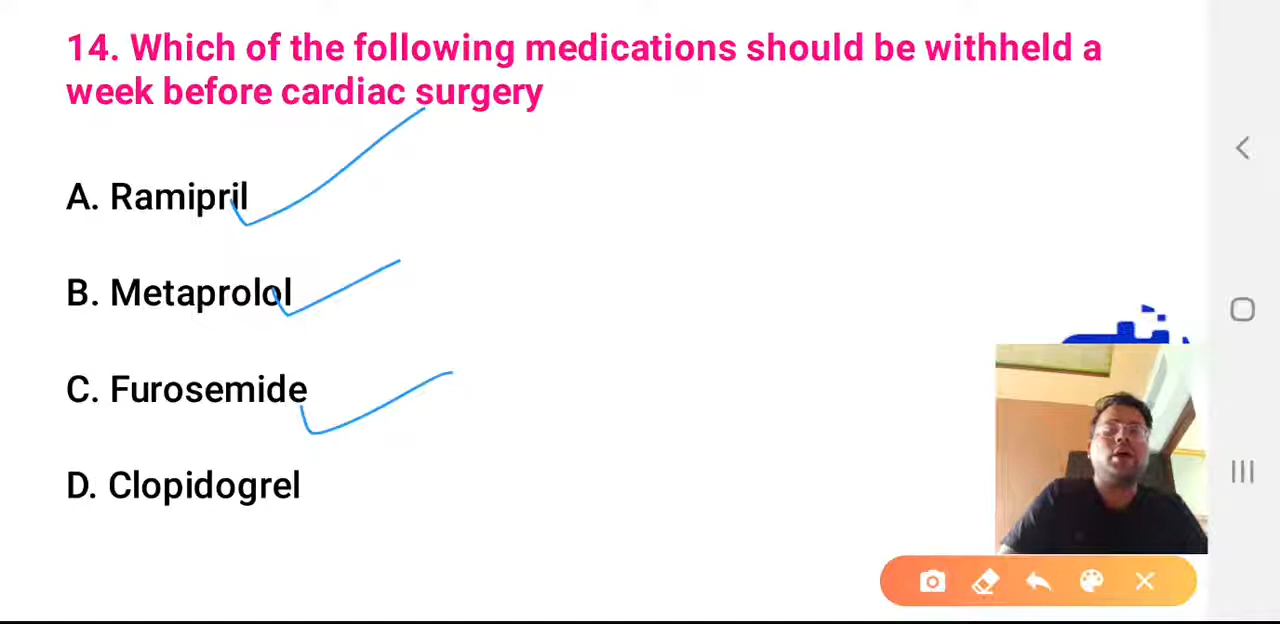 14. Which of the following medications should be withheld a
week before cardiac surgery
A. Ramipril
B. Metaprolol
C. Furosemide
D. Clopidogrel